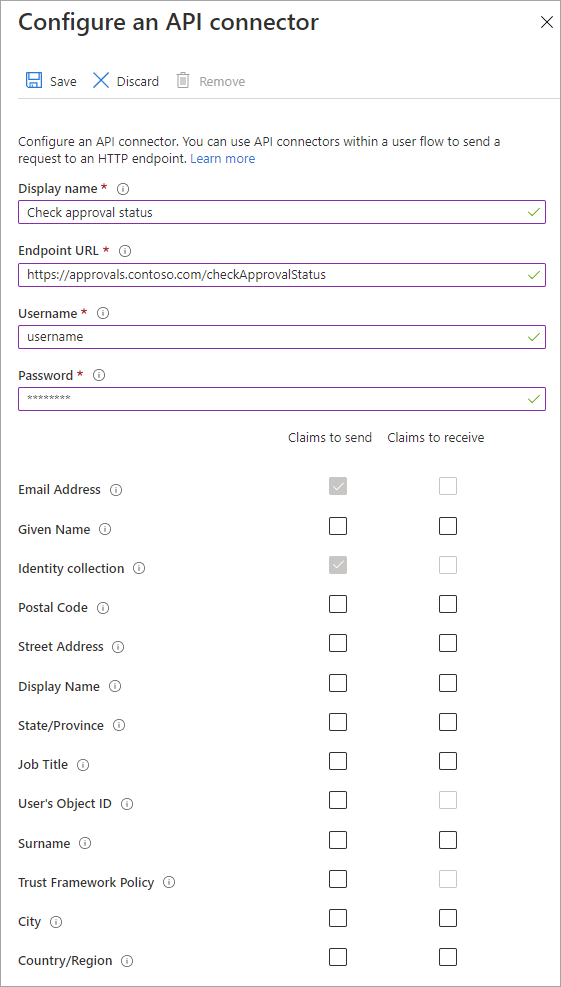 Configure an API connector
Save Discard Remove
Configure an API connector. You can use API connectors within a user flow to send a
request to an HTTP endpoint. Learn more
Display name *
Check approval status
Endpoint URL *
https://approvals.contoso.com/checkApprovalStatus
Username *
username
Password *
********
Claims to send Claims to receive
Email Address
Given Name
Identity collection
Postal Code
Street Address
Display Name
State/Province
Job Title
User's Object ID
Surname
Trust Framework Policy
City
Country/Region